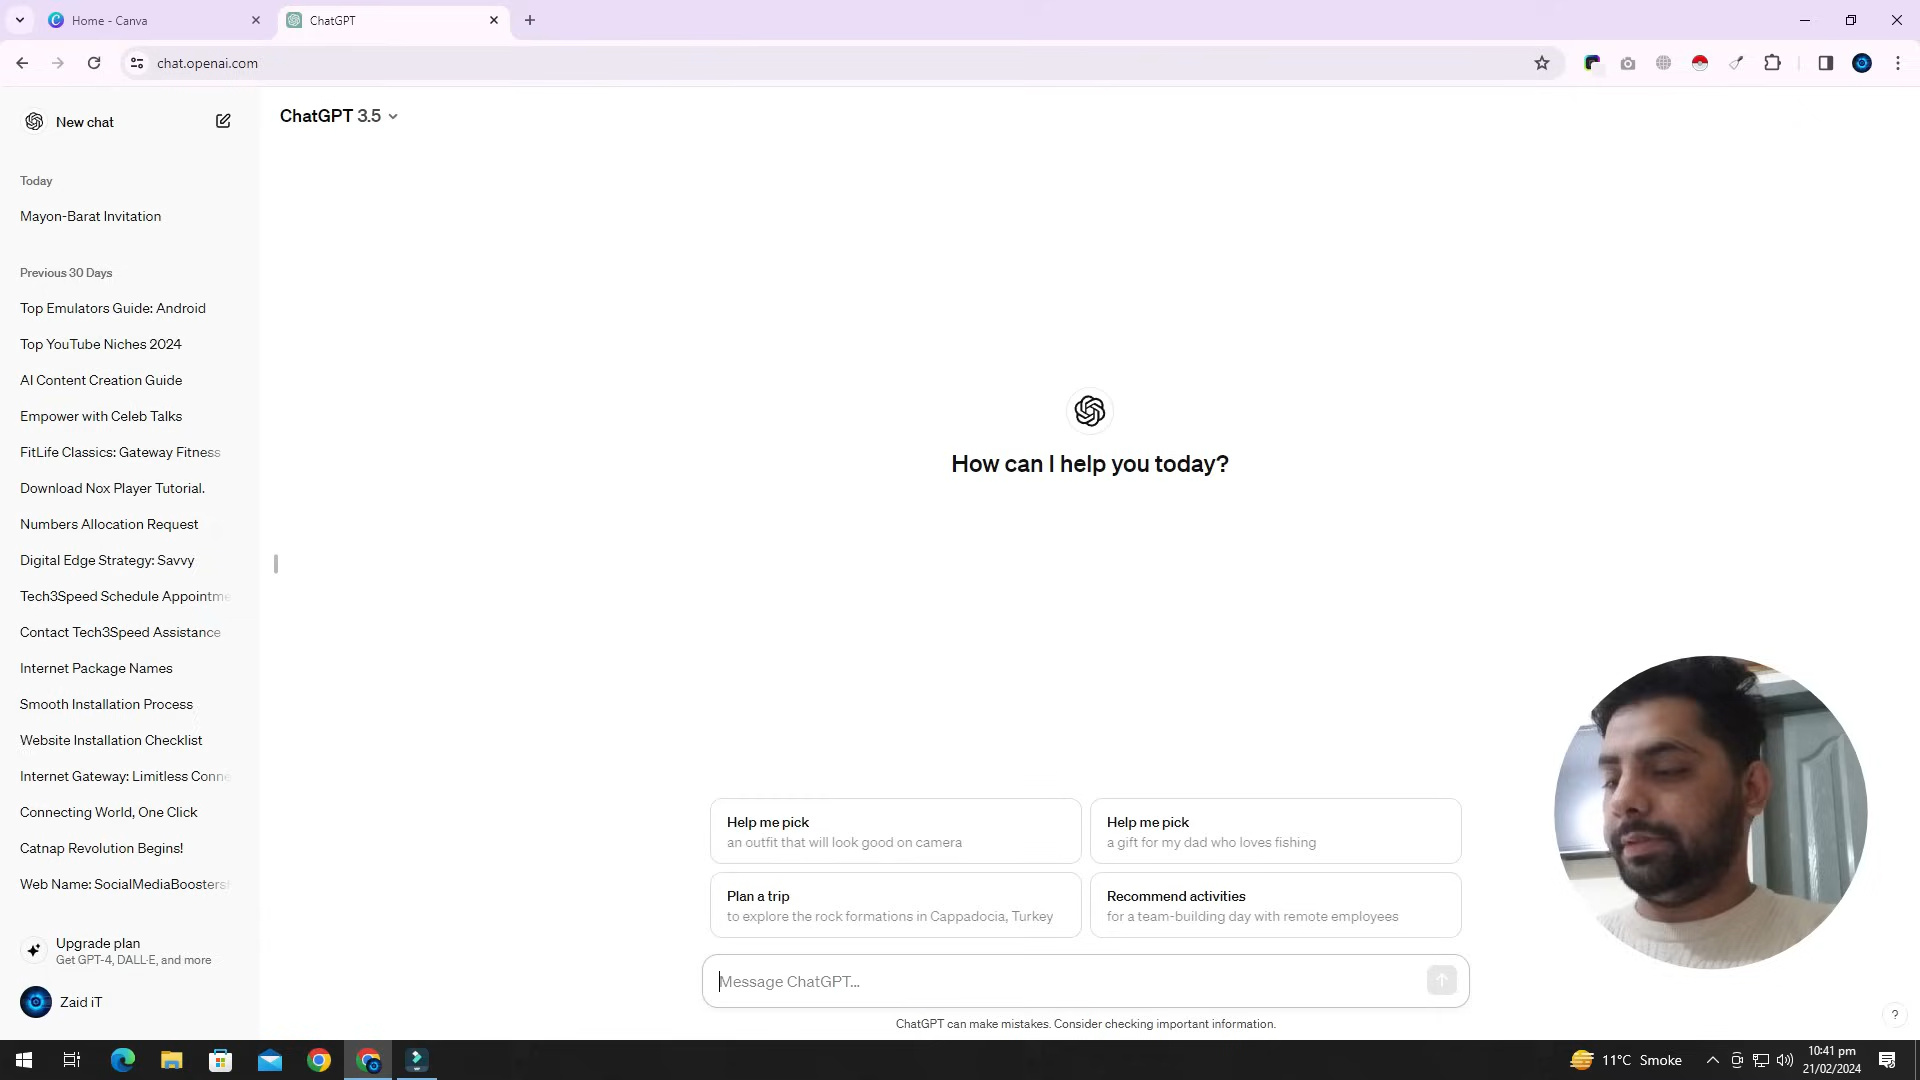 Home - Canva
ChatGPT
chat.openai.com
New chat
ChatGPT 3.5
Today
Mayon-Barat Invitation
Previous 30 Days
Top Emulators Guide: Android
Top YouTube Niches 2024
AI Content Creation Guide
Empower with Celeb Talks
FitLife Classics: Gateway Fitness
Download Nox Player Tutorial.
Numbers Allocation Request
Digital Edge Strategy: Savvy
Tech3Speed Schedule Appointme
Contact Tech3Speed Assistance
Internet Package Names
Smooth Installation Process
Website Installation Checklist
Internet Gateway: Limitless Conne
Connecting World, One Click
Catnap Revolution Begins!
Web Name: SocialMediaBoosters
Upgrade plan
Get GPT-4, DALL·E, and more
Zaid iT
How can I help you today?
Help me pick
an outfit that will look good on camera
Help me pick
a gift for my dad who loves fishing
Plan a trip
to explore the rock formations in Cappadocia, Turkey
Recommend activities
for a team-building day with remote employees
Message ChatGPT...
ChatGPT can make mistakes. Consider checking important information.
?
11°C Smoke
10:41 pm
21/02/2024